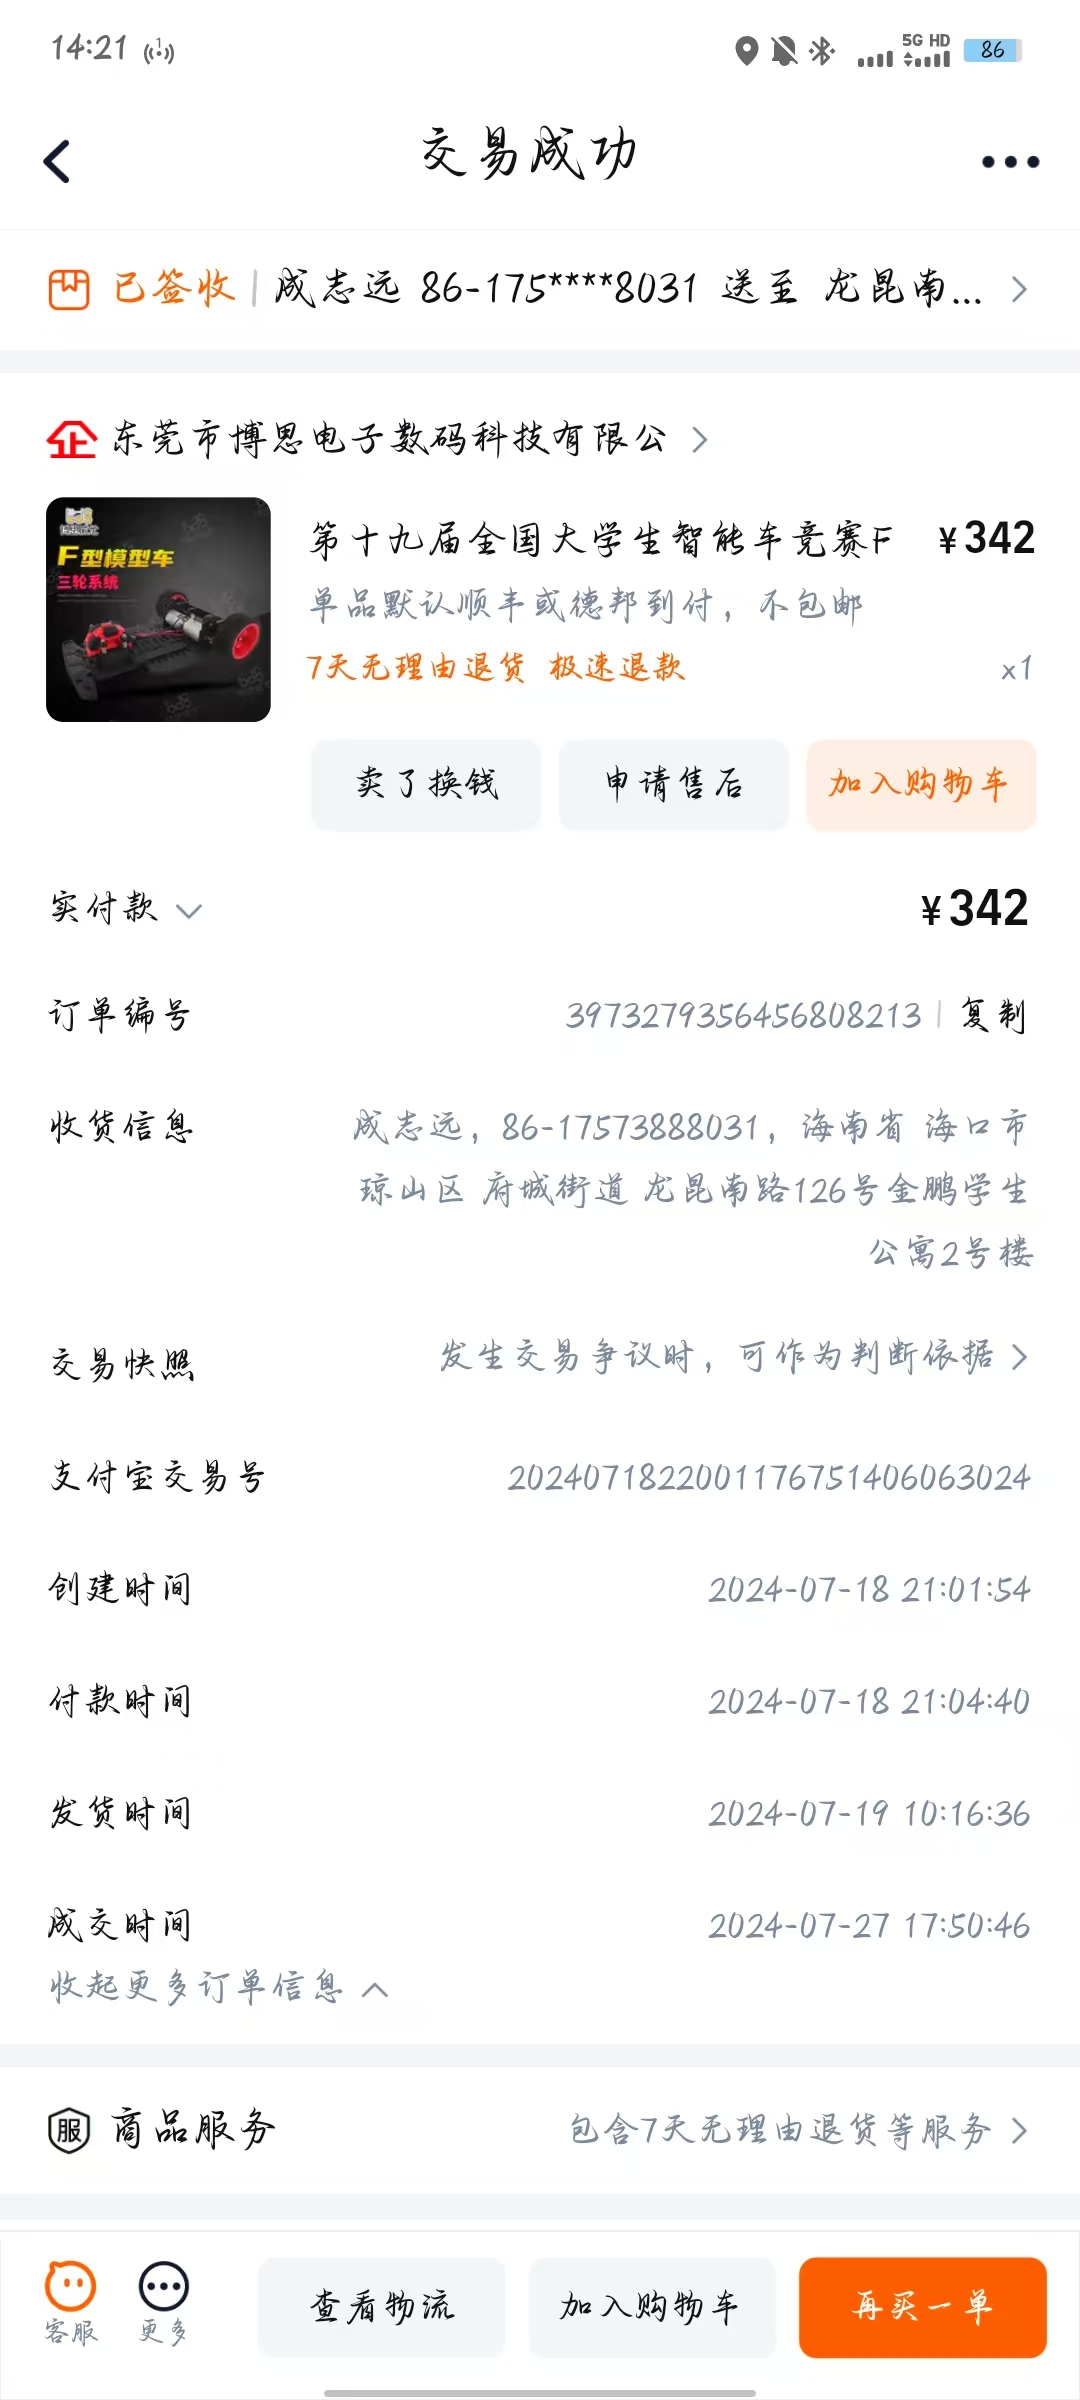 14:21
5G HD
86
交易成功
已签收 | 成志远 86-175****8031 送至 龙昆南...
东莞市博思电子数码科技有限公
F型模型车
三轮系统
第十九届全国大学生智能车竞赛F ¥342
单品默认顺丰或德邦到付，不包邮
7天无理由退货 极速退款 x1
卖了换钱 申请售后 加入购物车
实付款 ¥342
订单编号 3973279356456808213 | 复制
收货信息 成志远，86-17573888031，海南省 海口市
琼山区 府城街道 龙昆南路126号金鹏学生
公寓2号楼
交易快照 发生交易争议时，可作为判断依据
支付宝交易号 2024071822001176751406063024
创建时间 2024-07-18 21:01:54
付款时间 2024-07-18 21:04:40
发货时间 2024-07-19 10:16:36
成交时间 2024-07-27 17:50:46
收起更多订单信息
服 商品服务 包含7天无理由退货等服务
客服 更多 查看物流 加入购物车 再买一单